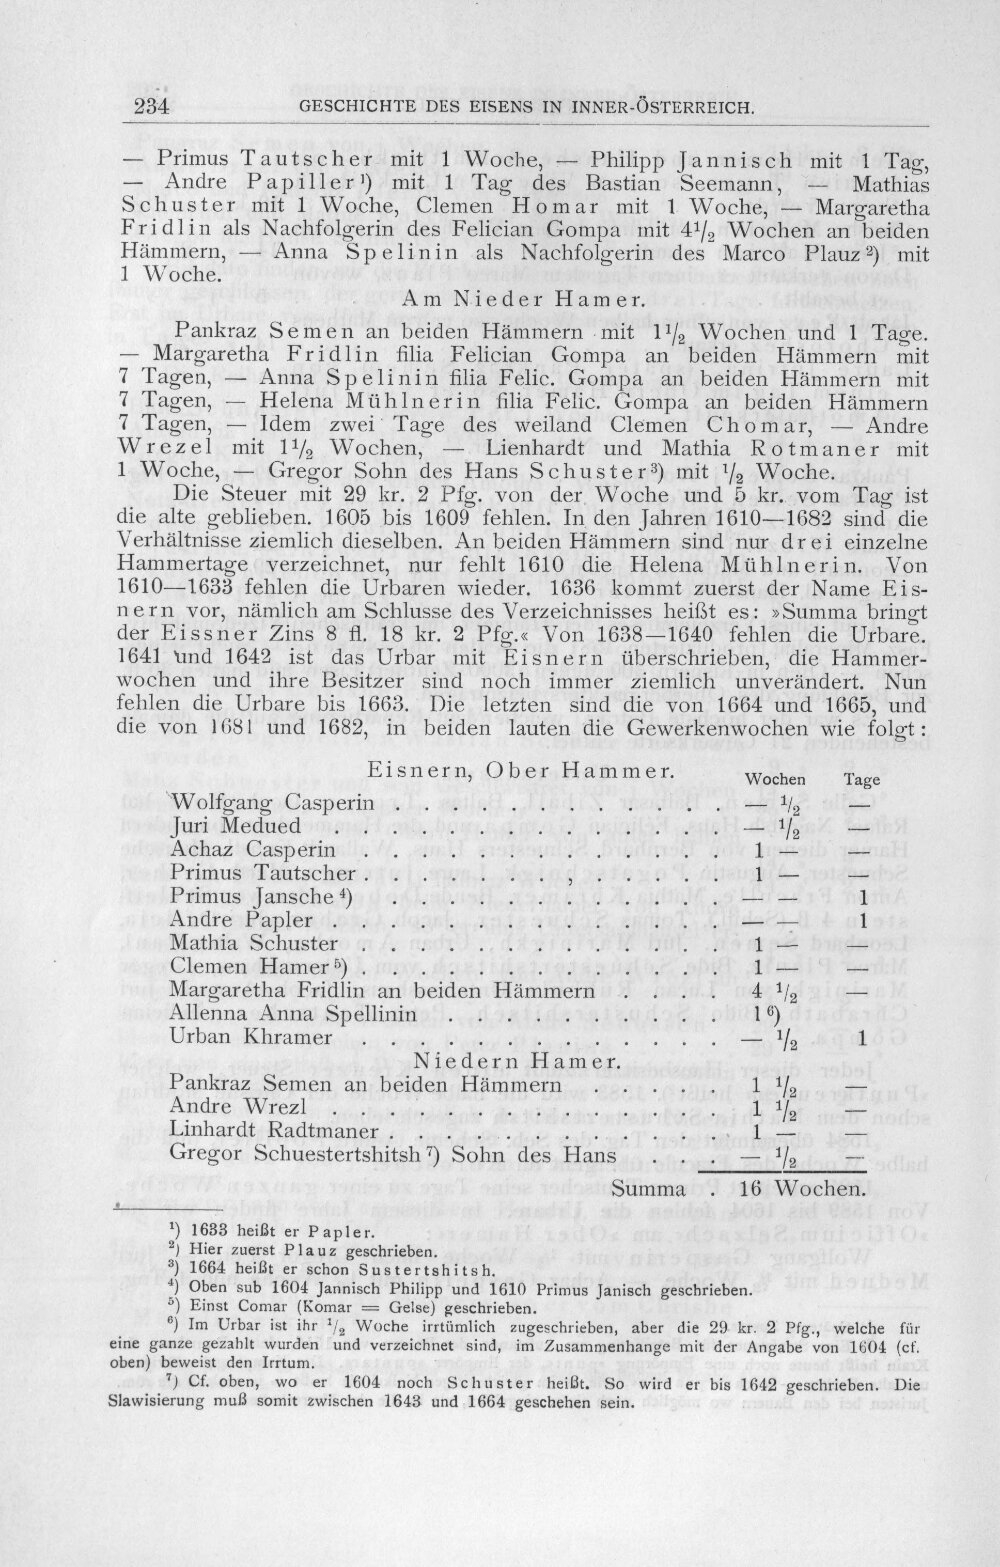 234 GESCHICHTE DES EISENS IN INNER-ÖSTERREICH.
— Primus Tautscher mit 1 Woche, — Philipp Jannisch mit 1 Tag,
— Andre Papiller¹) mit 1 Tag des Bastian Seemann, — Mathias
Schuster mit 1 Woche, Clemen Homar mit 1 Woche, — Margaretha
Fridlin als Nachfolgerin des Felician Gompa mit 4¹/₂ Wochen an beiden
Hämmern, — Anna Spelinin als Nachfolgerin des Marco Plauz²) mit
1 Woche.
Am Nieder Hamer.
Pankraz Semen an beiden Hämmern mit 1¹/₂ Wochen und 1 Tage.
— Margaretha Fridlin filia Felician Gompa an beiden Hämmern mit
7 Tagen, — Anna Spelinin filia Felic. Gompa an beiden Hämmern mit
7 Tagen, — Helena Mühlnerin filia Felic. Gompa an beiden Hämmern
7 Tagen, — Idem zwei Tage des weiland Clemen Chomar, — Andre
Wrezel mit 1¹/₂ Wochen, — Lienhardt und Mathia Rotmaner mit
1 Woche, — Gregor Sohn des Hans Schuster³) mit ¹/₂ Woche.
Die Steuer mit 29 kr. 2 Pfg. von der Woche und 5 kr. vom Tag ist
die alte geblieben. 1605 bis 1609 fehlen. In den Jahren 1610—1682 sind die
Verhältnisse ziemlich dieselben. An beiden Hämmern sind nur drei einzelne
Hammertage verzeichnet, nur fehlt 1610 die Helena Mühlnerin. Von
1610—1633 fehlen die Urbaren wieder. 1636 kommt zuerst der Name Eis-
nern vor, nämlich am Schlusse des Verzeichnisses heißt es: »Summa bringt
der Eissner Zins 8 fl. 18 kr. 2 Pfg.« Von 1638—1640 fehlen die Urbare.
1641 und 1642 ist das Urbar mit Eisnern überschrieben, die Hammer-
wochen und ihre Besitzer sind noch immer ziemlich unverändert. Nun
fehlen die Urbare bis 1663. Die letzten sind die von 1664 und 1665, und
die von 1681 und 1682, in beiden lauten die Gewerkenwochen wie folgt:
Eisnern, Ober Hammer. Wochen Tage
Wolfgang Casperin . . . . . . . . . . . . — ¹/₂ —
Juri Medued . . . . . . . . . . . . . . — ¹/₂ —
Achaz Casperin . . . . . . . . . . . . . 1 — —
Primus Tautscher . . . . . . . . . . . . 1 — —
Primus Jansche⁴) . . . . . . . . . . . . — — 1
Andre Papler . . . . . . . . . . . . . . — — 1
Mathia Schuster . . . . . . . . . . . . 1 — —
Clemen Hamer⁵) . . . . . . . . . . . . 1 — —
Margaretha Fridlin an beiden Hämmern . . . . 4 ¹/₂ —
Allenna Anna Spellinin . . . . . . . . . . 1⁶)
Urban Khramer . . . . . . . . . . . . . — ¹/₂ 1
Niedern Hamer.
Pankraz Semen an beiden Hämmern . . . . . 1 ¹/₂ —
Andre Wrezl . . . . . . . . . . . . . . 1 ¹/₂ —
Linhardt Radtmaner . . . . . . . . . . . . 1 —
Gregor Schuestertshitsh⁷) Sohn des Hans . . . — ¹/₂ —
Summa . 16 Wochen.
¹) 1633 heißt er Papler.
²) Hier zuerst Plauz geschrieben.
³) 1664 heißt er schon Sustertshitsh.
⁴) Oben sub 1604 Jannisch Philipp und 1610 Primus Janisch geschrieben.
⁵) Einst Comar (Komar = Gelse) geschrieben.
⁶) Im Urbar ist ihr ¹/₂ Woche irrtümlich zugeschrieben, aber die 29 kr. 2 Pfg., welche für
eine ganze gezahlt wurden und verzeichnet sind, im Zusammenhange mit der Angabe von 1604 (cf.
oben) beweist den Irrtum.
⁷) Cf. oben, wo er 1604 noch Schuster heißt. So wird er bis 1642 geschrieben. Die
Slawisierung muß somit zwischen 1643 und 1664 geschehen sein.